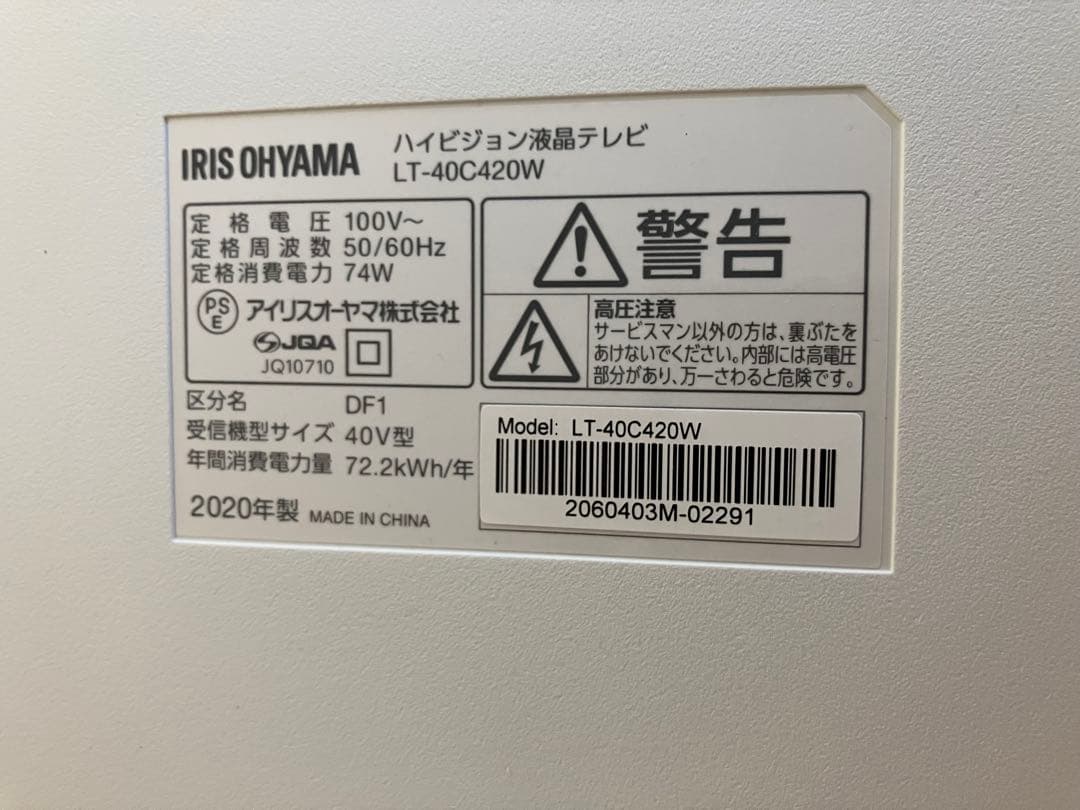 IRIS OHYAMA
ハイビジョン液晶テレビ
LT-40C420W
定格電圧 100V～
定格周波数 50/60Hz
定格消費電力 74W
PSE アイリスオーヤマ株式会社
JQA
JQ10710
警告
高圧注意
サービスマン以外の方は、裏ぶたを
あけないでください。内部には高電圧
部分があり、万一さわると危険です。
区分名 DF1
受信機型サイズ 40V型
年間消費電力量 72.2kWh/年
2020年製 MADE IN CHINA
Model: LT-40C420W
2060403M-02291